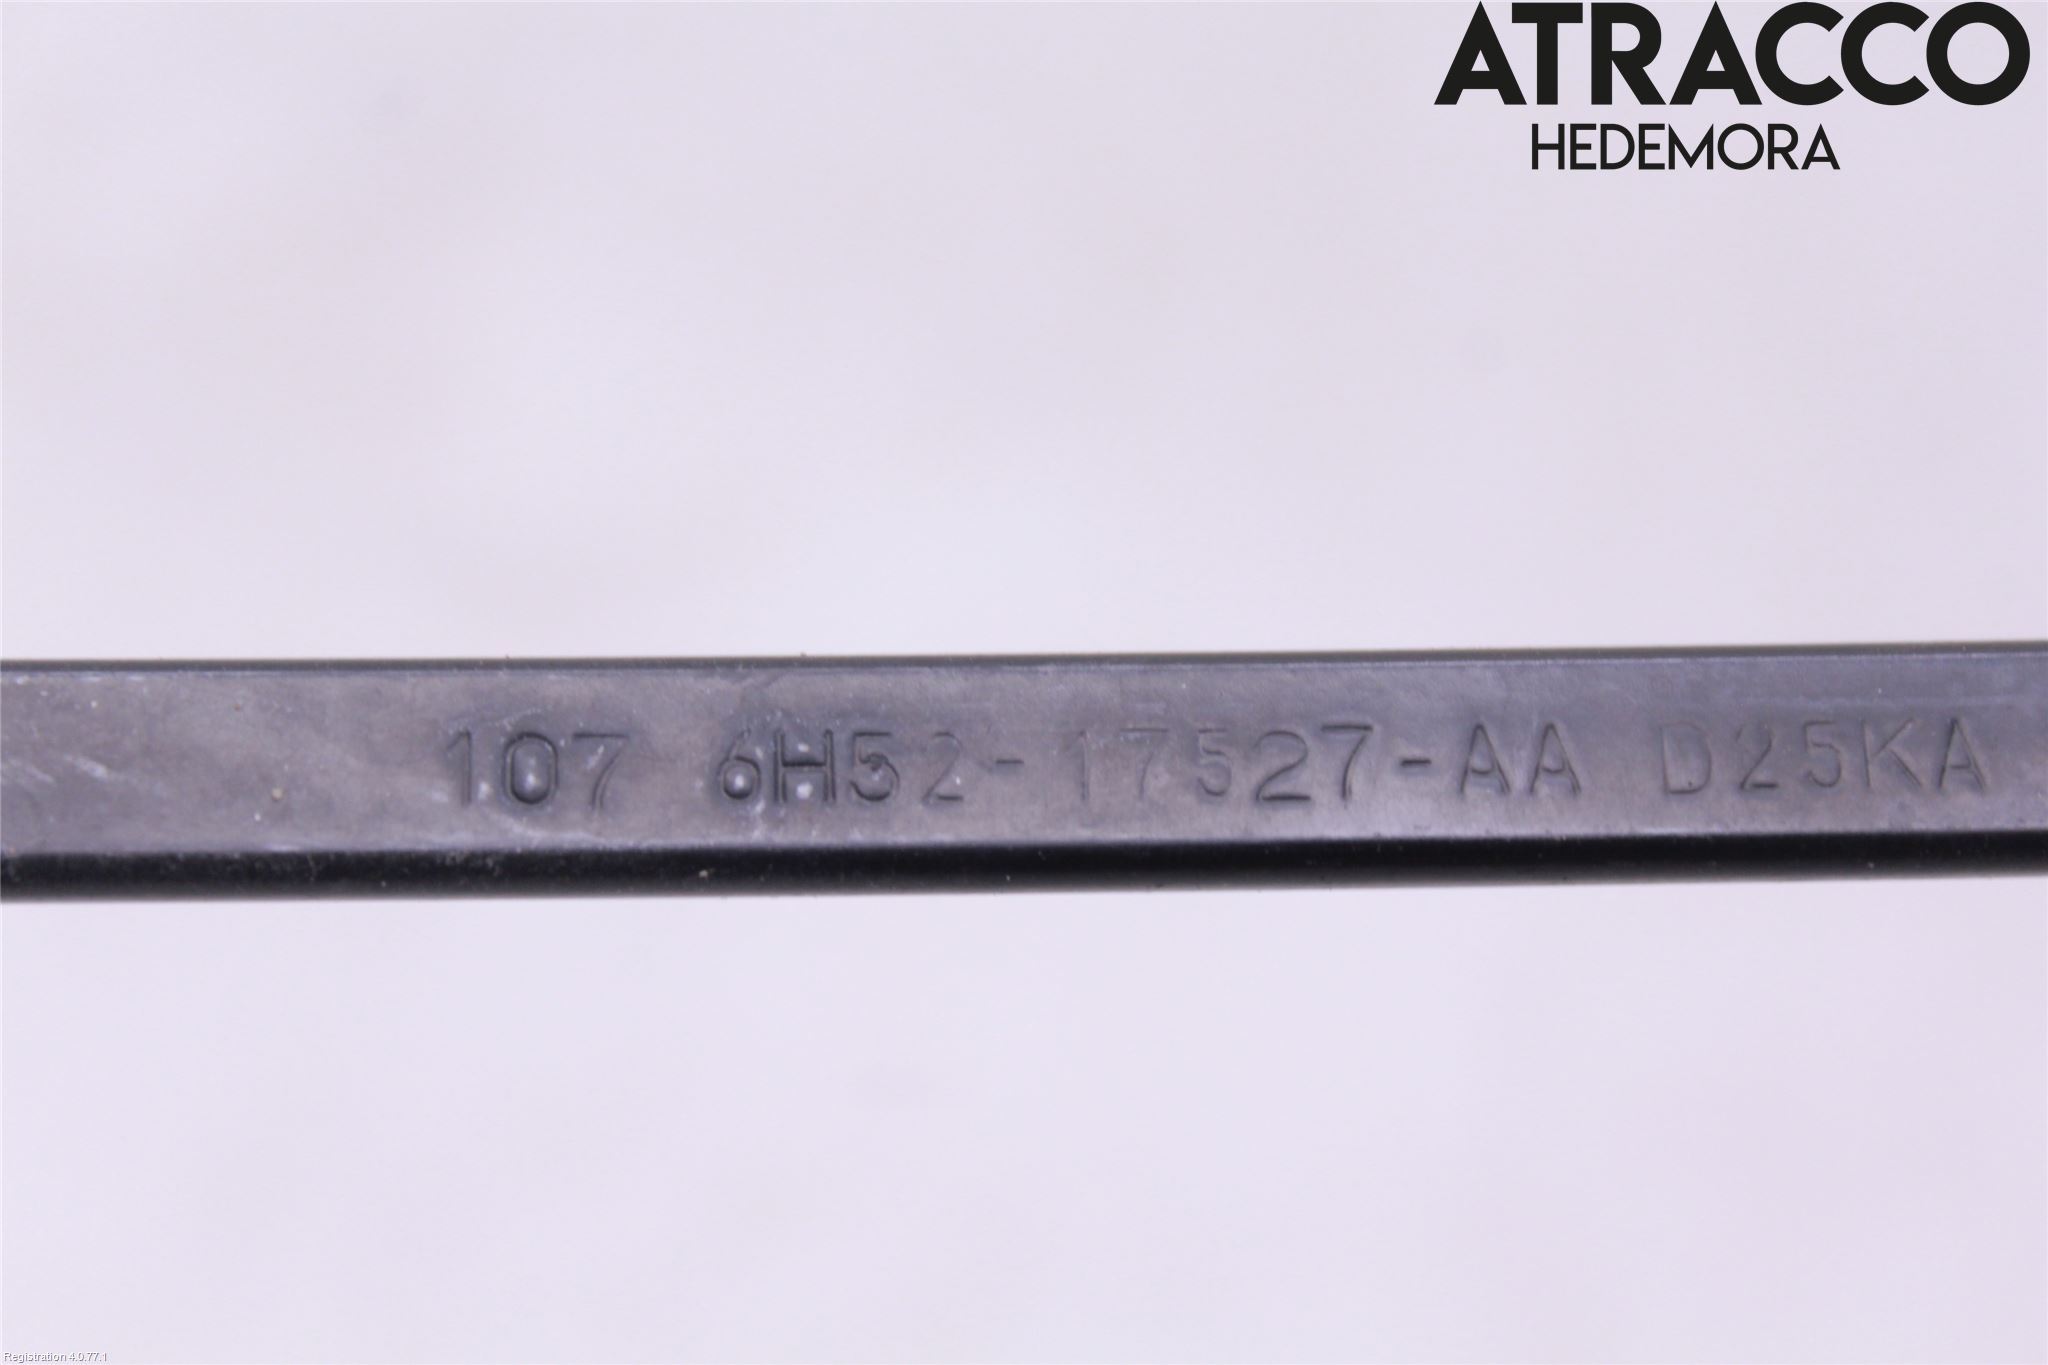 ATRACCO
HEDEMORA
107 6H52-17527-AA D25KA
Registration 4.0.77.1